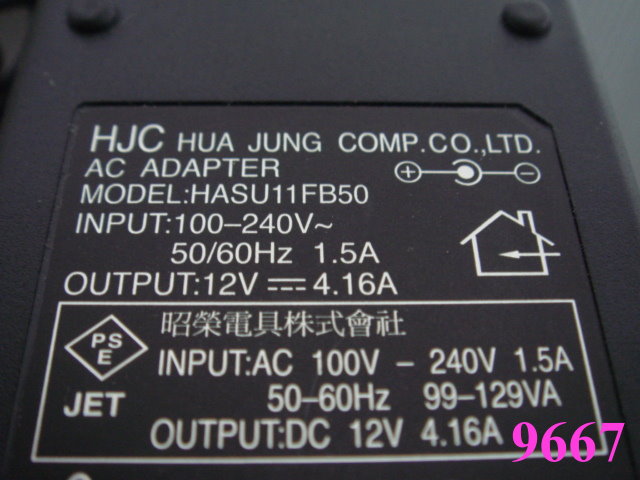 HJC HUA JUNG COMP.CO.,LTD.
AC ADAPTER
MODEL:HASU11FB50
INPUT:100-240V~
50/60Hz 1.5A
OUTPUT:12V ⎓ 4.16A
昭榮電具株式會社
PS
E
INPUT:AC 100V - 240V 1.5A
JET
50-60Hz 99-129VA
OUTPUT:DC 12V 4.16A
9667